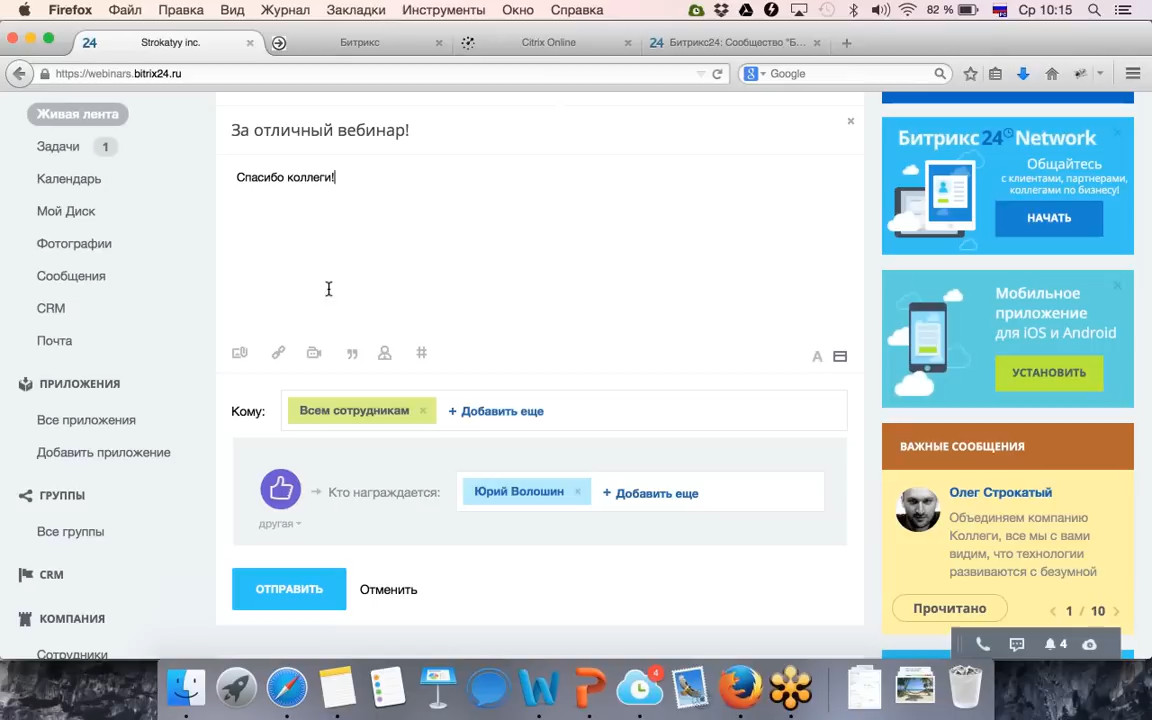 Firefox Файл Правка Вид Журнал Закладки Инструменты Окно Справка 82 % Ср 10:15
24 Strokatyy inc. Битрикс Citrix Online 24 Битрикс24: Сообщество "Б...
https://webinars.bitrix24.ru Google
Живая лента
Задачи 1
Календарь
Мой Диск
Фотографии
Сообщения
CRM
Почта
ПРИЛОЖЕНИЯ
Все приложения
Добавить приложение
ГРУППЫ
Все группы
CRM
КОМПАНИЯ
Сотрудники
За отличный вебинар!
Спасибо коллеги!
Кому: Всем сотрудникам + Добавить еще
Кто награждается: Юрий Волошин + Добавить еще
другая
ОТПРАВИТЬ Отменить
Битрикс 24 Network
Общайтесь
с клиентами, партнерами,
коллегами по бизнесу!
НАЧАТЬ
Мобильное
приложение
для iOS и Android
УСТАНОВИТЬ
ВАЖНЫЕ СООБЩЕНИЯ
Олег Строкатый
Объединяем компанию
Коллеги, все мы с вами
видим, что технологии
развиваются с безумной
Прочитано 1 / 10
4
4